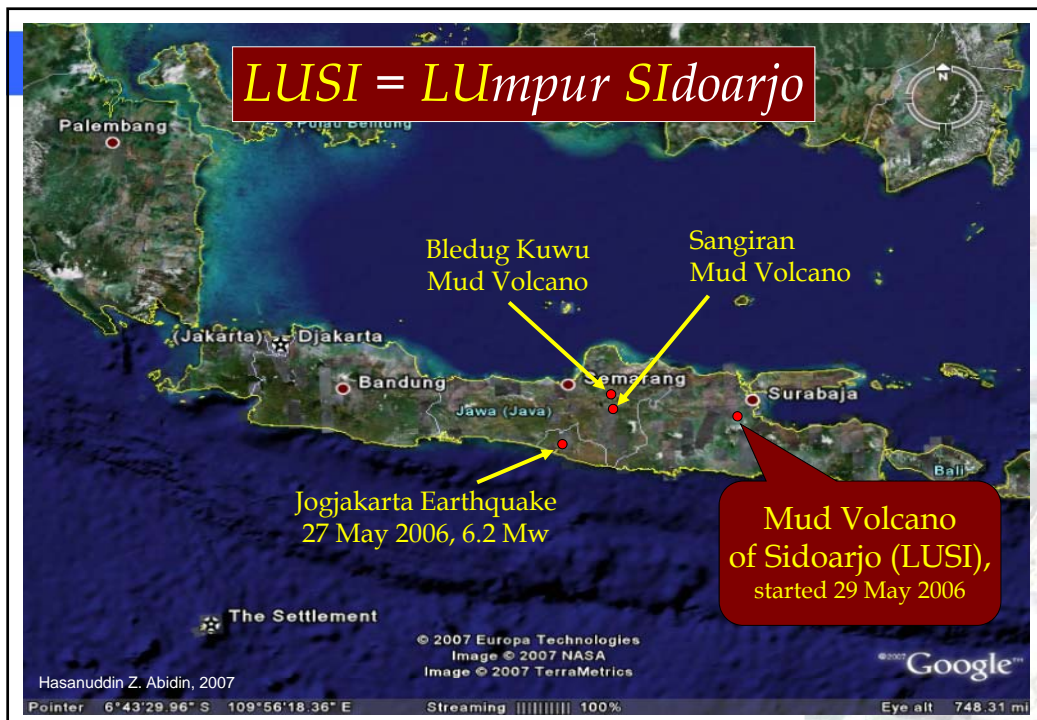 LUSI = LUmpur SIdoarjo
N
Palembang
Pulau Bentung
Bledug Kuwu
Mud Volcano
Sangiran
Mud Volcano
(Jakarta) Djakarta
Bandung
Semarang
Surabaja
Jawa (Java)
Bali
Jogjakarta Earthquake
27 May 2006, 6.2 Mw
Mud Volcano
of Sidoarjo (LUSI),
started 29 May 2006
The Settlement
© 2007 Europa Technologies
Image © 2007 NASA
Image © 2007 TerraMetrics
©2007 Google™
Hasanuddin Z. Abidin, 2007
Pointer 6°43'29.96" S 109°56'18.36" E Streaming ||||||||| 100% Eye alt 748.31 mi